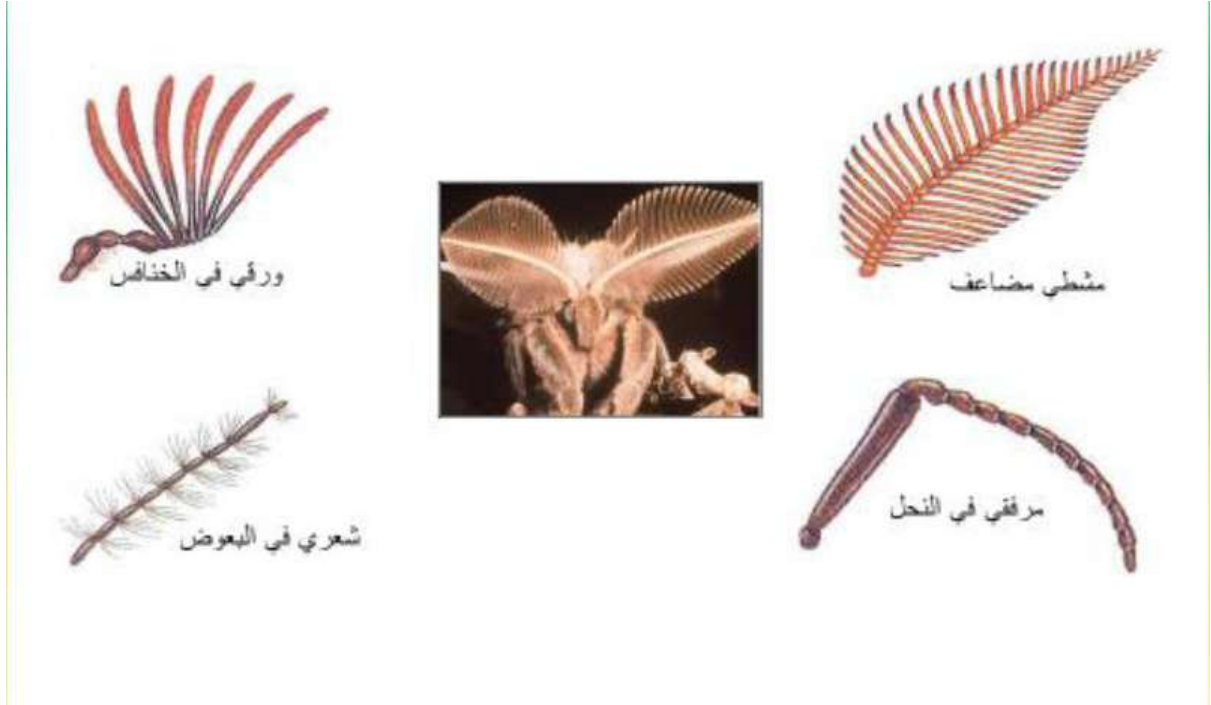 مشطي مضاعف
ورقي في الخنافس
مرفقي في النحل
شعري في البعوض